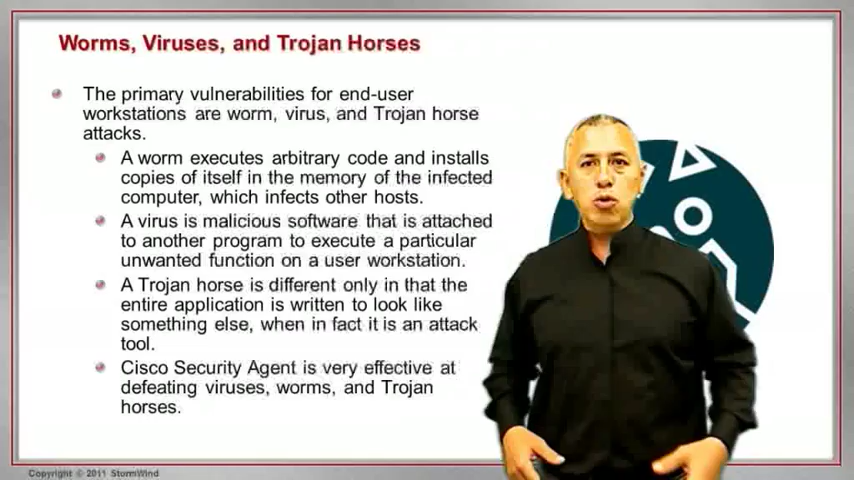 Worms, Viruses, and Trojan Horses
The primary vulnerabilities for end-user
workstations are worm, virus, and Trojan horse
attacks.
A worm executes arbitrary code and installs
copies of itself in the memory of the infected
computer, which infects other hosts.
A virus is malicious software that is attached
to another program to execute a particular
unwanted function on a user workstation.
A Trojan horse is different only in that the
entire application is written to look like
something else, when in fact it is an attack
tool.
Cisco Security Agent is very effective at
defeating viruses, worms, and Trojan
horses.
Copyright © 2011 StormWind